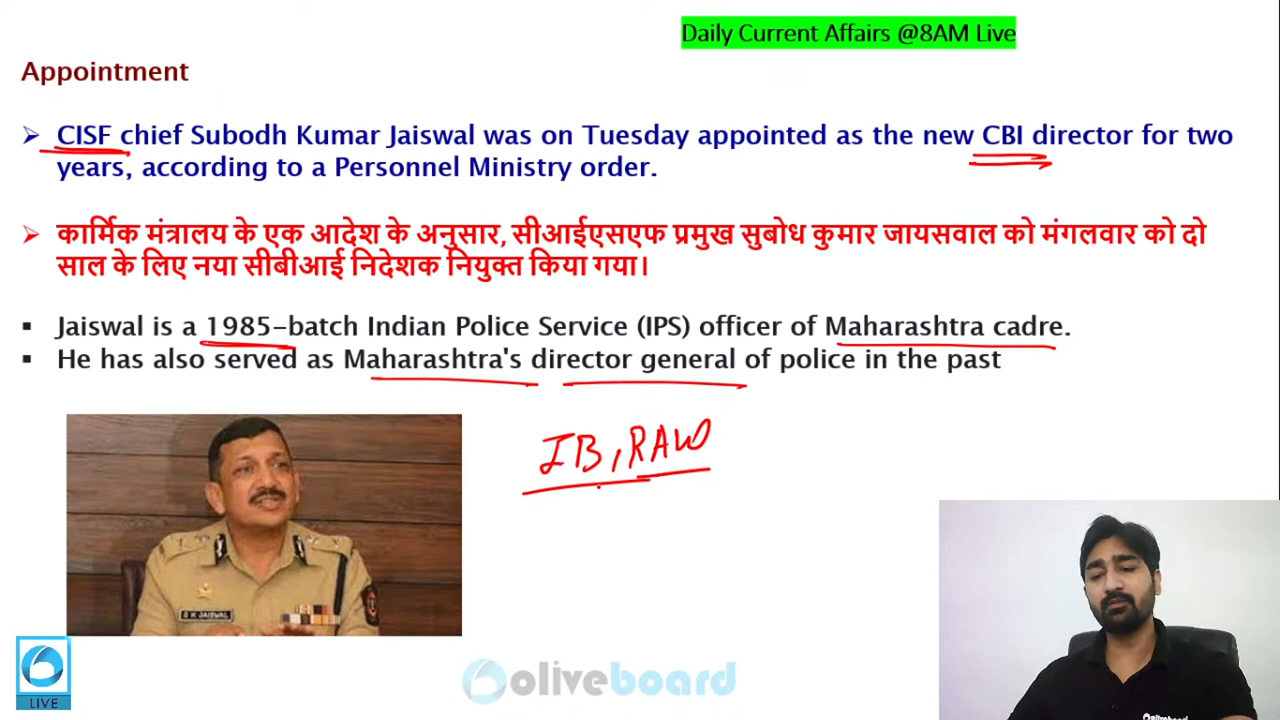 Daily Current Affairs @8AM Live
Appointment
CISF chief Subodh Kumar Jaiswal was on Tuesday appointed as the new CBI director for two
years, according to a Personnel Ministry order.
कार्मिक मंत्रालय के एक आदेश के अनुसार, सीआईएसएफ प्रमुख सुबोध कुमार जायसवाल को मंगलवार को दो
साल के लिए नया सीबीआई निदेशक नियुक्त किया गया।
Jaiswal is a 1985-batch Indian Police Service (IPS) officer of Maharashtra cadre.
He has also served as Maharashtra's director general of police in the past
IB, RAW
S K JAISWAL
LIVE
oliveboard
oliveboard